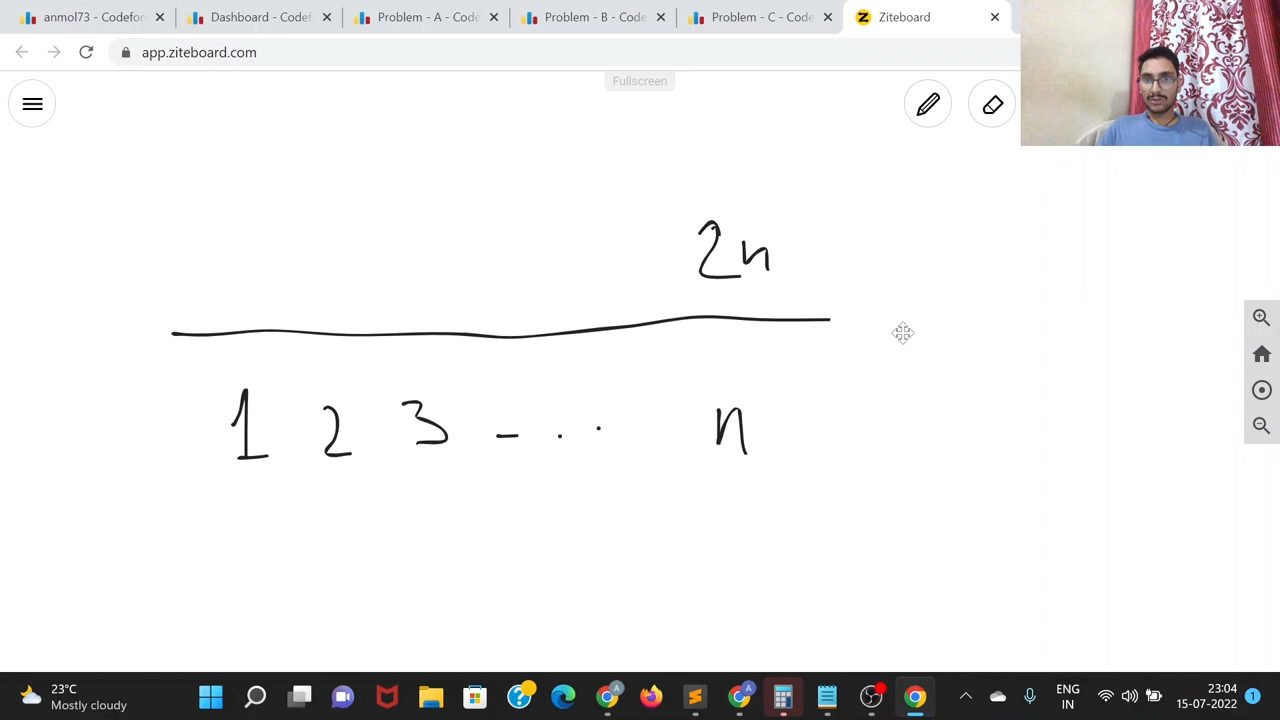 anmol73 - Codefor
Dashboard - Codef
Problem - A - Code
Problem - B - Code
Problem - C - Code
Ziteboard
app.ziteboard.com
Fullscreen
2n
1 2 3 - .. n
23°C
Mostly cloudy
ENG
IN
23:04
15-07-2022
1